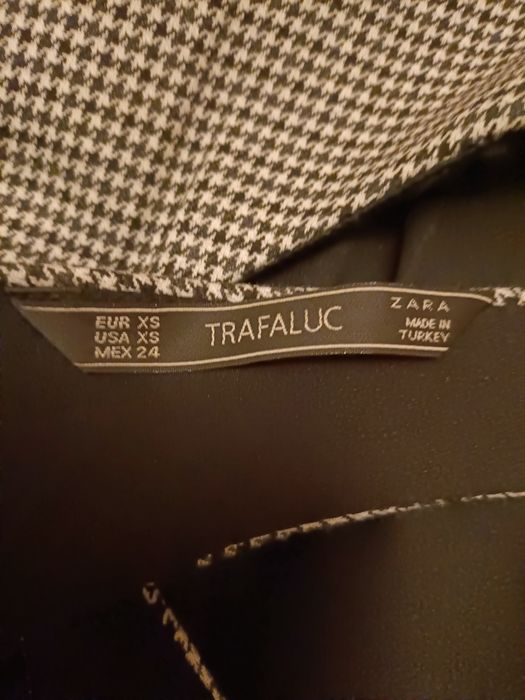 EUR XS
USA XS
MEX 24
TRAFALUC
ZARA
MADE IN
TURKEY